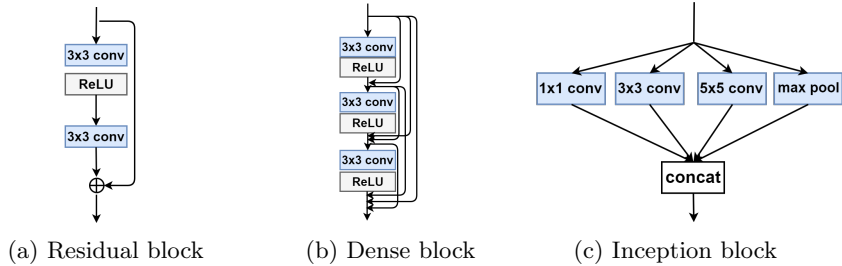 3x3 conv
ReLU
3x3 conv
(a) Residual block
3x3 conv
ReLU
3x3 conv
ReLU
3x3 conv
ReLU
(b) Dense block
1x1 conv
3x3 conv
5x5 conv
max pool
concat
(c) Inception block